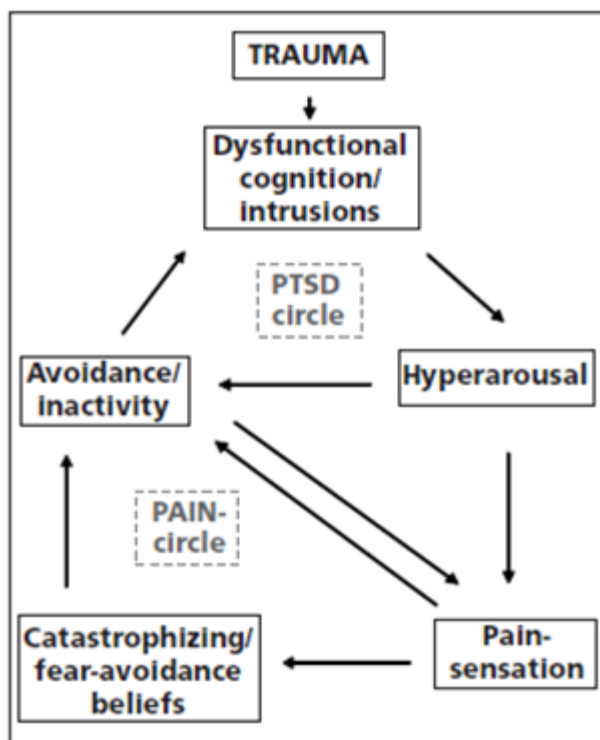 TRAUMA
Dysfunctional
cognition/
intrusions
PTSD
circle
Avoidance/
inactivity
Hyperarousal
PAIN-
circle
Catastrophizing/
fear-avoidance
beliefs
Pain-
sensation